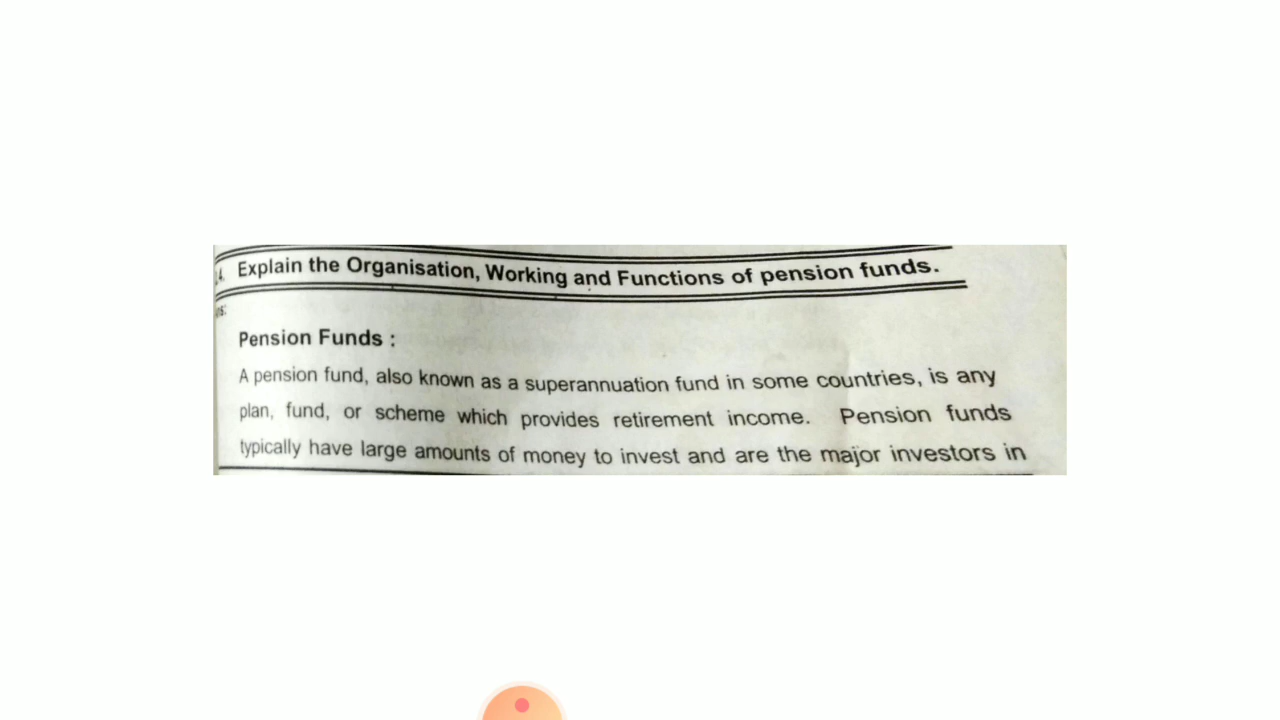 4. Explain the Organisation, Working and Functions of pension funds.
Pension Funds :
A pension fund, also known as a superannuation fund in some countries, is any
plan, fund, or scheme which provides retirement income. Pension funds
typically have large amounts of money to invest and are the major investors in